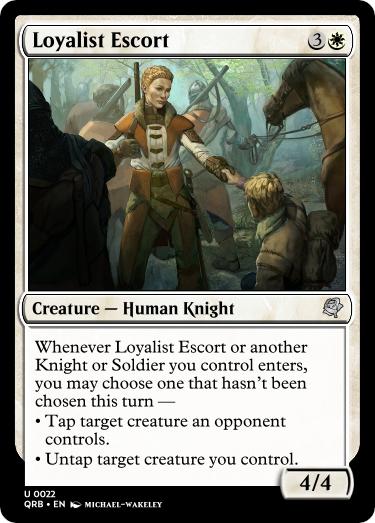 Loyalist Escort 3
Creature — Human Knight
Whenever Loyalist Escort or another
Knight or Soldier you control enters,
you may choose one that hasn't been
chosen this turn —
• Tap target creature an opponent
controls.
• Untap target creature you control.
4/4
U 0022
QRB • EN MICHAEL-WAKELEY